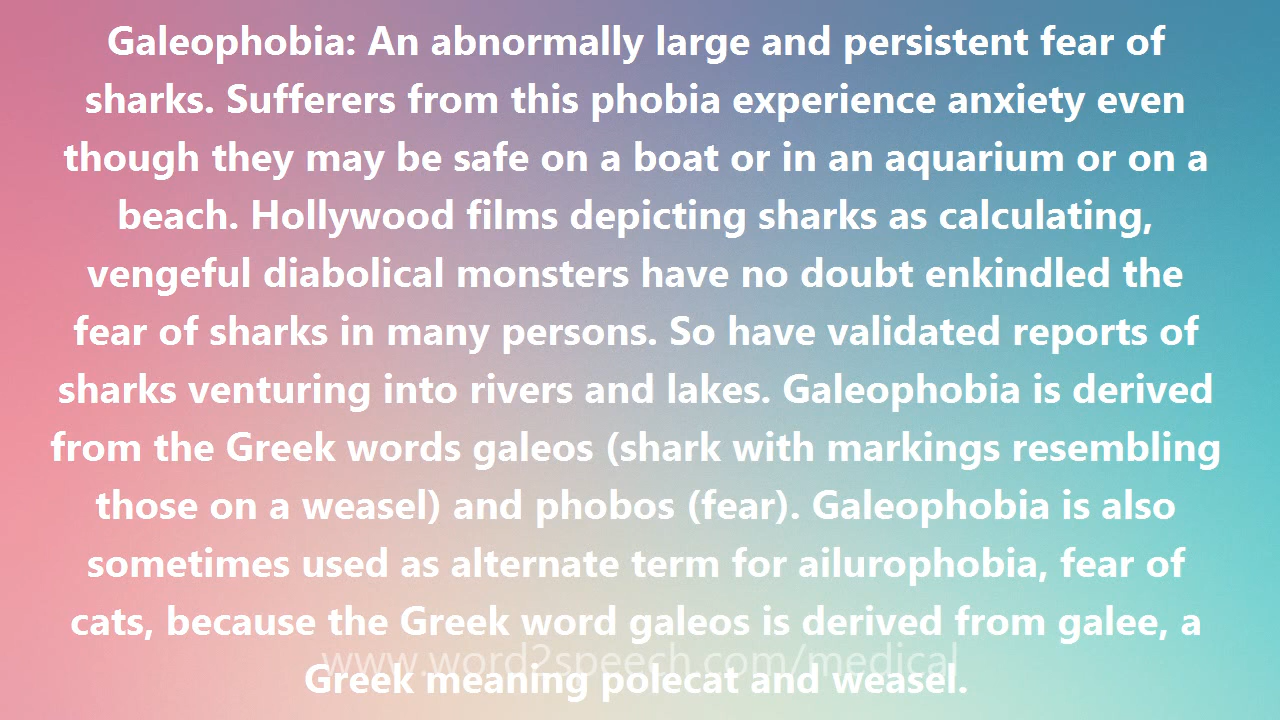 Galeophobia: An abnormally large and persistent fear of
sharks. Sufferers from this phobia experience anxiety even
though they may be safe on a boat or in an aquarium or on a
beach. Hollywood films depicting sharks as calculating,
vengeful diabolical monsters have no doubt enkindled the
fear of sharks in many persons. So have validated reports of
sharks venturing into rivers and lakes. Galeophobia is derived
from the Greek words galeos (shark with markings resembling
those on a weasel) and phobos (fear). Galeophobia is also
sometimes used as alternate term for ailurophobia, fear of
cats, because the Greek word galeos is derived from galee, a
www.word2speech.com/medical
Greek meaning polecat and weasel.